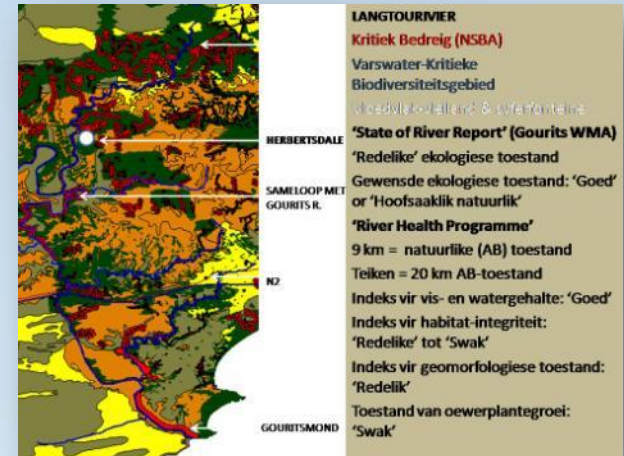 LANGTOURIVIER
Kritiek Bedreig (NSBA)
Varswater-Kritieke
Biodiversiteitsgebied
HERBERTSDALE
SAMELOOP MET
GOURITS R.
N2
GOURITSMOND
'State of River Report' (Gourits WMA)
'Redelike' ekologiese toestand
Gewensde ekologiese toestand: 'Goed'
or 'Hoofsaaklik natuurlik'
'River Health Programme'
9 km = natuurlike (AB) toestand
Teiken = 20 km AB-toestand
Indeks vir vis- en watergehalte: 'Goed'
Indeks vir habitat-integriteit:
'Redelike' tot 'Swak'
Indeks vir geomorfologiese toestand:
'Redelik'
Toestand van oewerplantegroei:
'Swak'